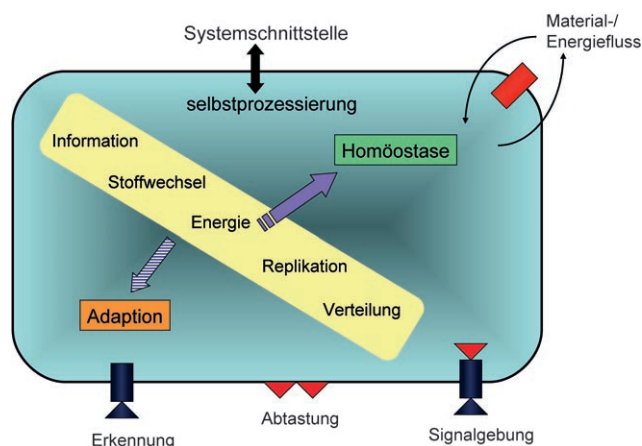 Systemschnittstelle
Material-/
Energiefluss
selbstprozessierung
Information
Homöostase
Stoffwechsel
Energie
Replikation
Adaption
Verteilung
Abtastung
Erkennung
Signalgebung